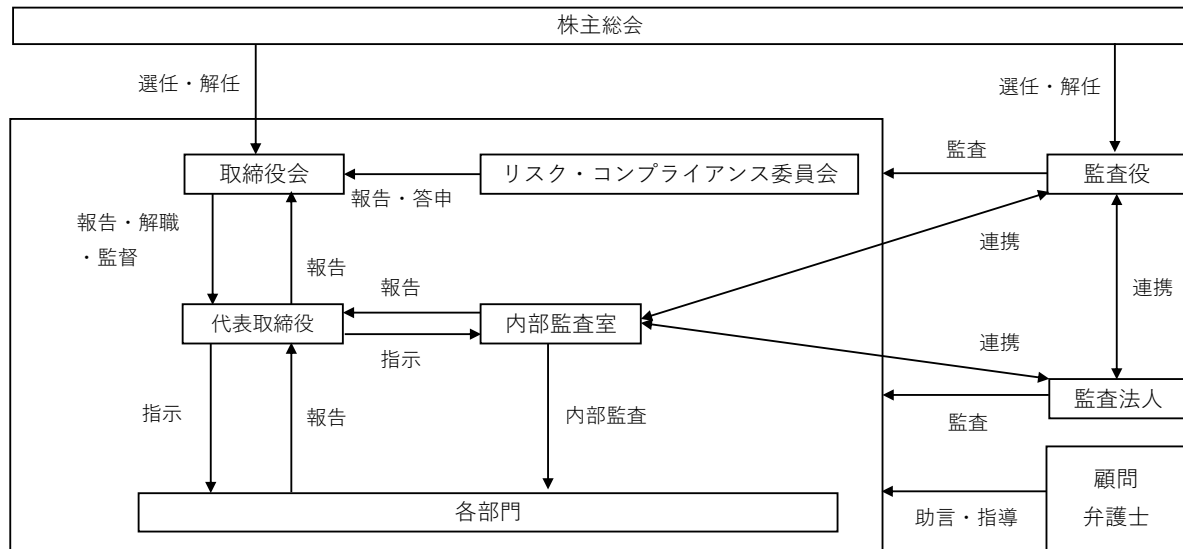 株主総会
選任・解任
選任・解任
監査
取締役会
リスク・コンプライアンス委員会
監査役
報告・答申
報告・解職
・監督
連携
報告
報告
連携
代表取締役
内部監査室
指示
連携
監査法人
指示
報告
内部監査
監査
顧問
弁護士
各部門
助言・指導